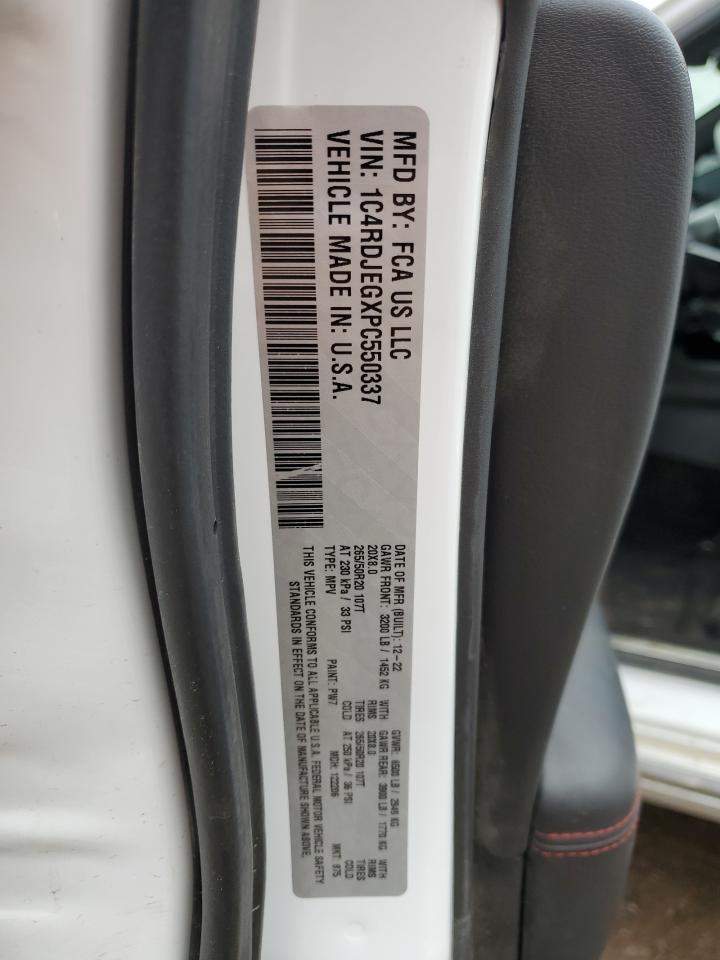 MFD BY: FCA US LLC
VIN: 1C4RDJEGXPC550337
VEHICLE MADE IN: U.S.A.
DATE OF MFR (BUILT): 12-22 GVWR: 6500 LB / 2948 KG
GAWR FRONT: 3200 LB / 1452 KG WITH GAWR REAR: 3900 LB / 1770 KG WITH
20X8.0 RIMS 20X8.0 RIMS
265/50R20 107T TIRES 265/50R20 107T TIRES
AT 230 kPa / 33 PSI COLD AT 250 kPa / 36 PSI COLD
TYPE: MPV PAINT: PW7 MDH: 122206 MKT: 975
THIS VEHICLE CONFORMS TO ALL APPLICABLE U.S.A. FEDERAL MOTOR VEHICLE SAFETY
STANDARDS IN EFFECT ON THE DATE OF MANUFACTURE SHOWN ABOVE.